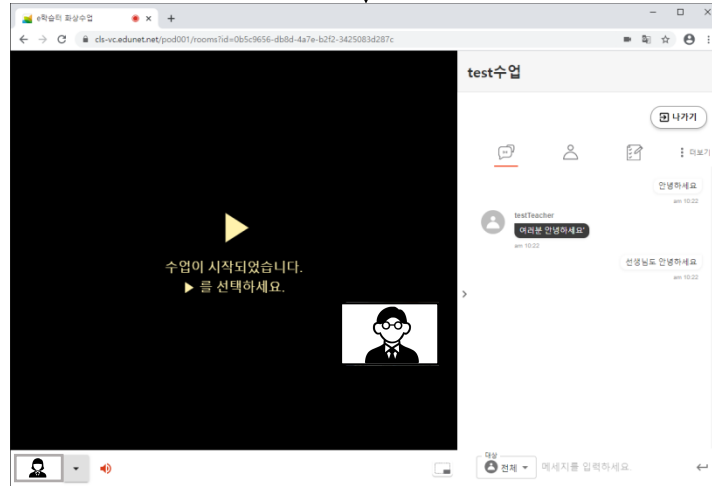 e학습터 화상수업
cls-vc.edunet.net/pod001/rooms?id=0b5c9656-db8d-4a7e-b2f2-3425083d287c
test수업
나가기
더보기
안녕하세요
am 10:22
testTeacher
여러분 안녕하세요'
am 10:22
선생님도 안녕하세요
am 10:22
수업이 시작되었습니다.
▶ 를 선택하세요.
대상
전체
메세지를 입력하세요.